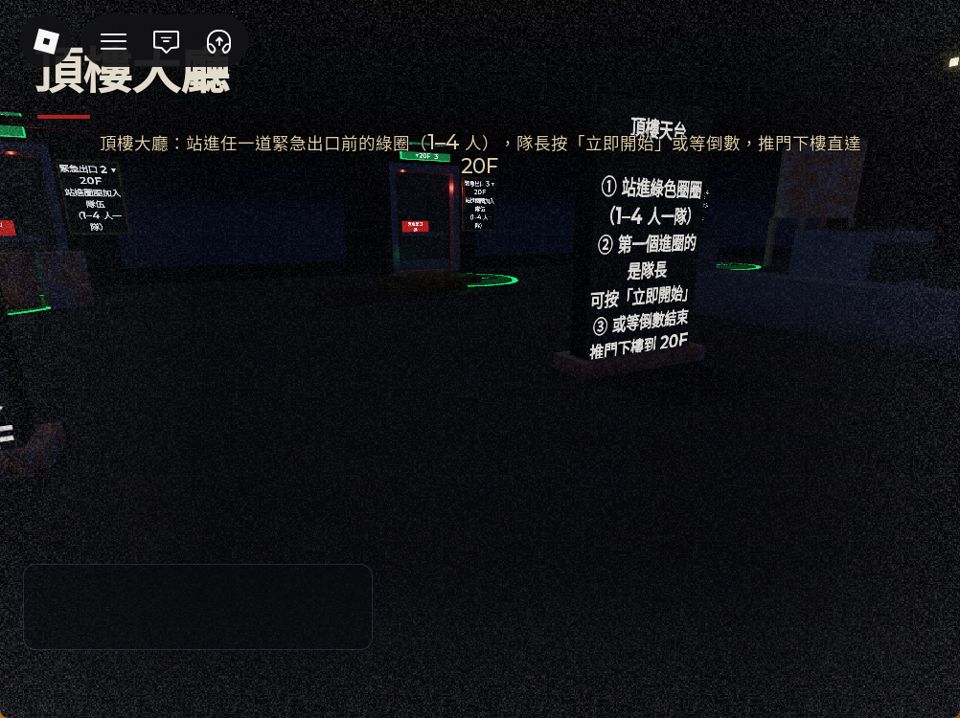 頂樓大廳
頂樓大廳：站進任一道緊急出口前的綠圈（1–4 人），隊長按「立即開始」或等倒數，推門下樓直達
20F
緊急出口 2 ▼
20F
站進圈圈加入
隊伍
（1–4 人一
隊）
頂樓天台
① 站進綠色圈圈
（1–4 人一隊）
② 第一個進圈的
是隊長
可按「立即開始」
③ 或等倒數結束
推門下樓到 20F
20F